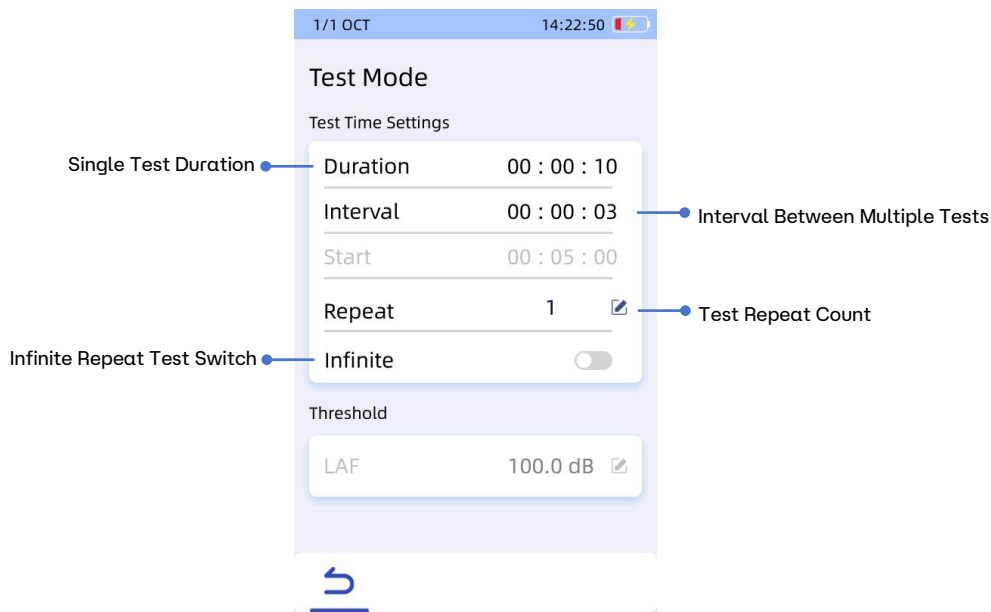 1/1 OCT 14:22:50
Test Mode
Test Time Settings
Single Test Duration
Duration 00 : 00 : 10
Interval 00 : 00 : 03
Interval Between Multiple Tests
Start 00 : 05 : 00
Repeat 1
Test Repeat Count
Infinite Repeat Test Switch
Infinite
Threshold
LAF 100.0 dB